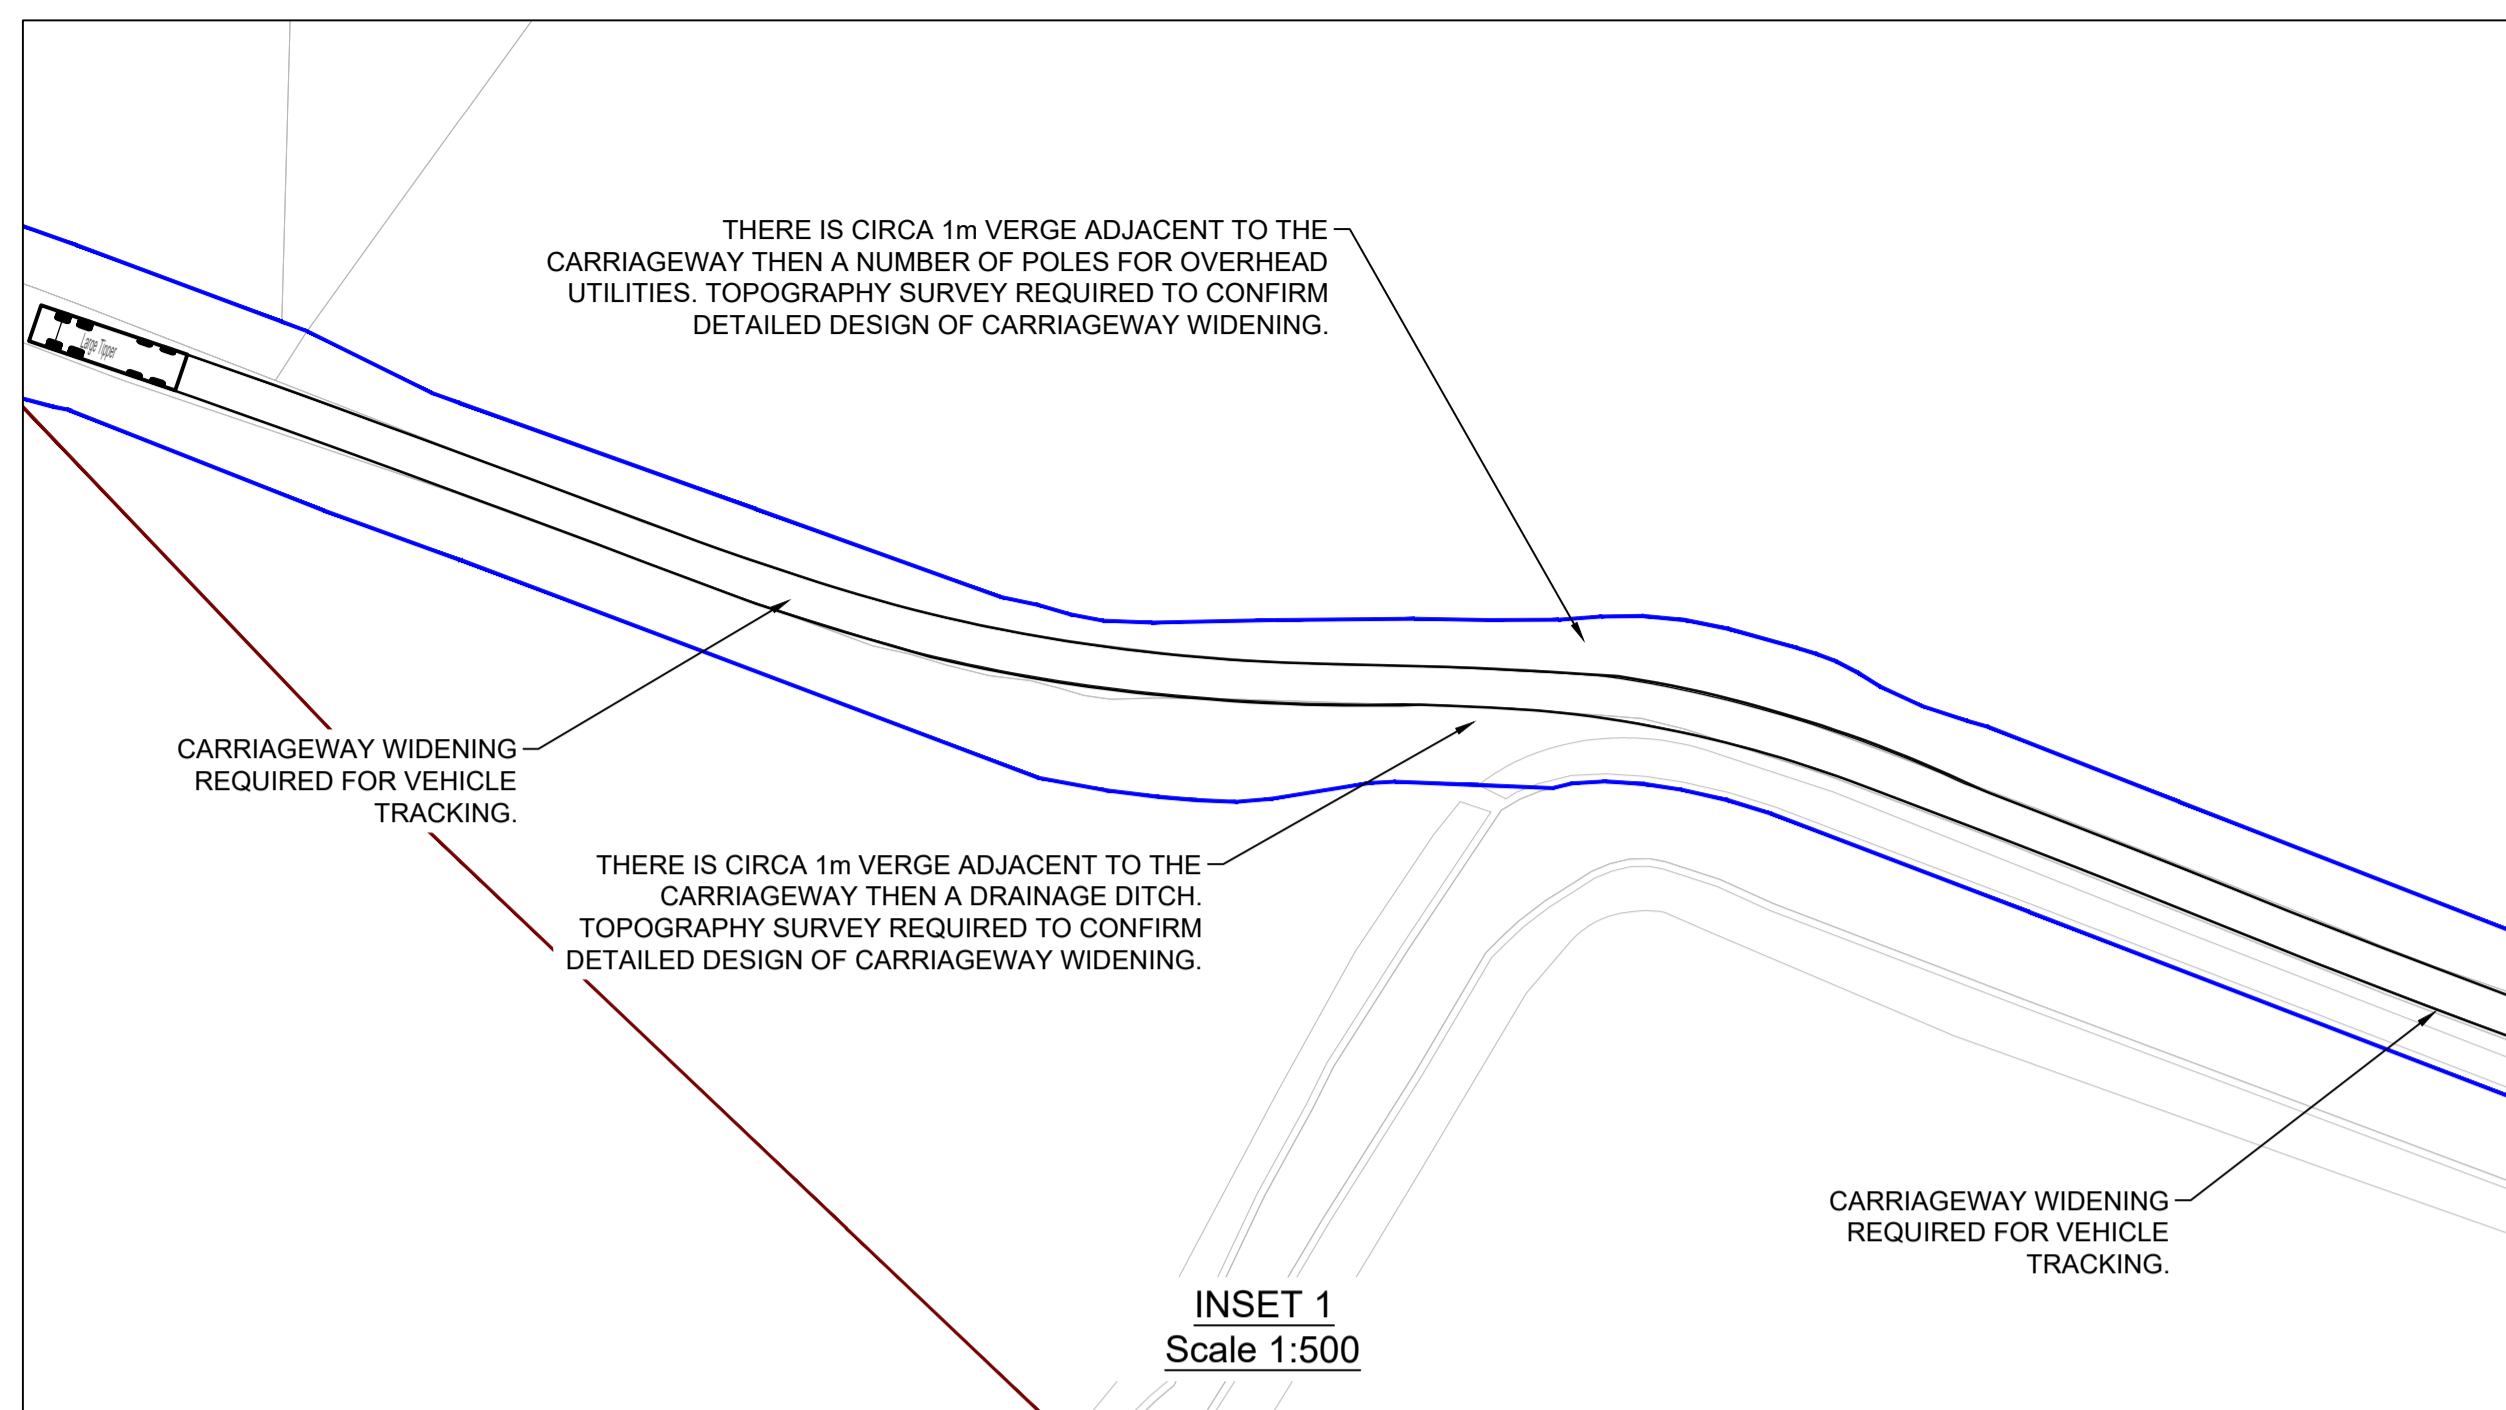 THERE IS CIRCA 1m VERGE ADJACENT TO THE
CARRIAGEWAY THEN A NUMBER OF POLES FOR OVERHEAD
UTILITIES. TOPOGRAPHY SURVEY REQUIRED TO CONFIRM
DETAILED DESIGN OF CARRIAGEWAY WIDENING.
Large Tipper
CARRIAGEWAY WIDENING
REQUIRED FOR VEHICLE
TRACKING.
THERE IS CIRCA 1m VERGE ADJACENT TO THE
CARRIAGEWAY THEN A DRAINAGE DITCH.
TOPOGRAPHY SURVEY REQUIRED TO CONFIRM
DETAILED DESIGN OF CARRIAGEWAY WIDENING.
CARRIAGEWAY WIDENING
REQUIRED FOR VEHICLE
TRACKING.
INSET 1
Scale 1:500